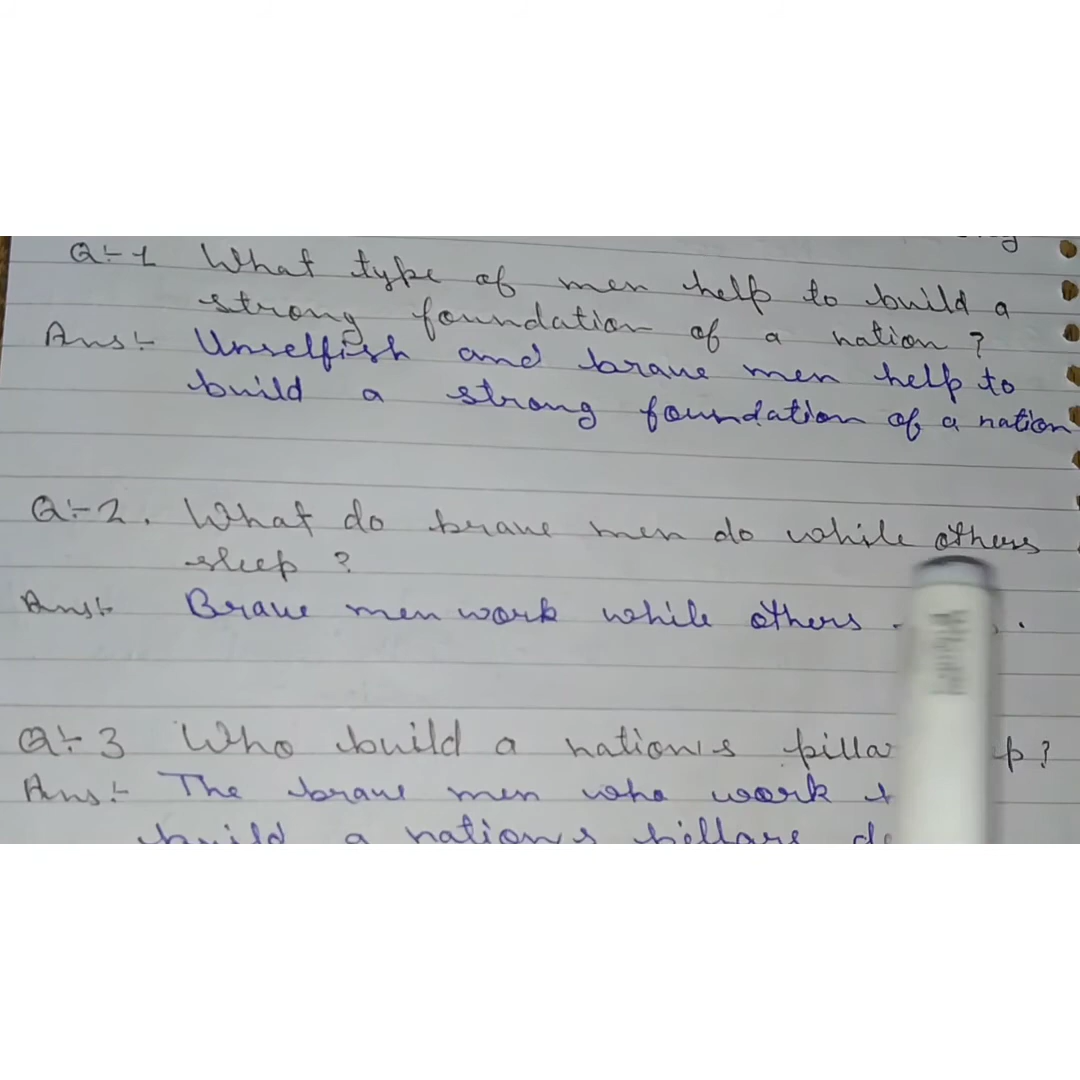 Q:-1 What type of men help to build a
strong foundation of a nation ?
Ans:- Unselfish and brave men help to
build a strong foundation of a nation
Q:-2. What do brave men do while others
sleep ?
Ans:- Brave men work while others .
Q:-3 Who build a nation's pillar ?
Ans:- The brave men who work
build a nation's pillars